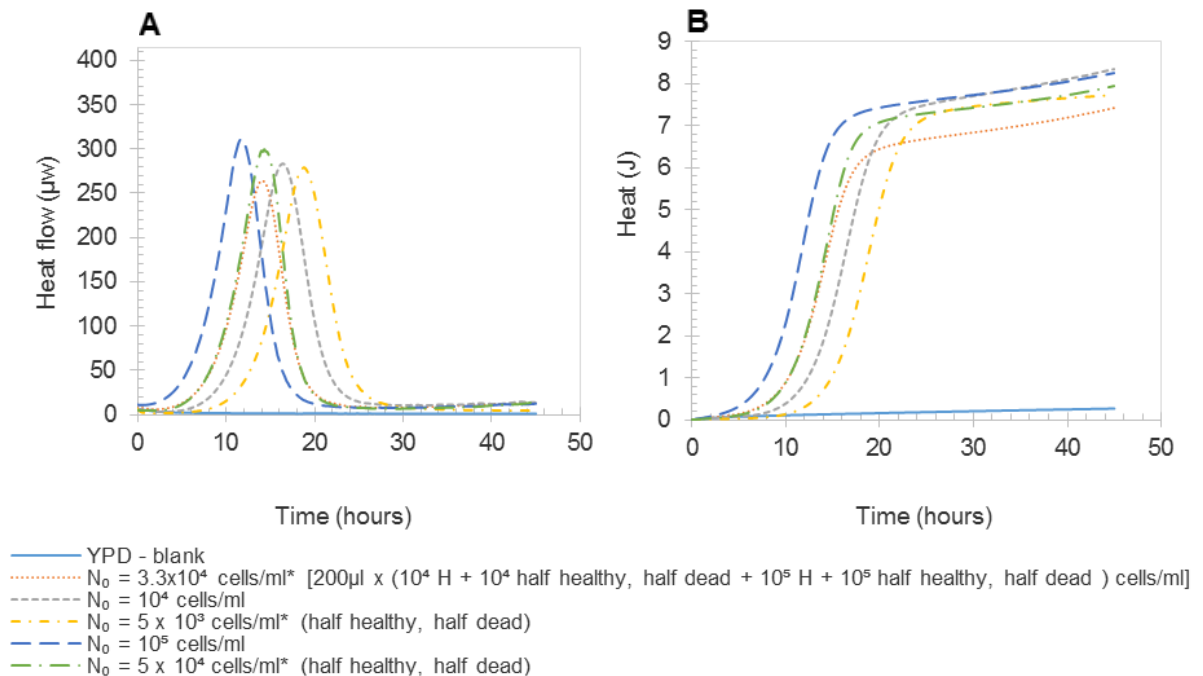 A
400
350
300
250
200
150
100
50
0
Heat flow (µw)
0 10 20 30 40 50
Time (hours)
B
9
8
7
6
5
4
3
2
1
0
Heat (J)
0 10 20 30 40 50
Time (hours)
YPD - blank
N₀ = 3.3x10⁴ cells/ml* [200µl x (10⁴ H + 10⁴ half healthy, half dead + 10⁵ H + 10⁵ half healthy, half dead ) cells/ml]
N₀ = 10⁴ cells/ml
N₀ = 5 x 10³ cells/ml* (half healthy, half dead)
N₀ = 10⁵ cells/ml
N₀ = 5 x 10⁴ cells/ml* (half healthy, half dead)